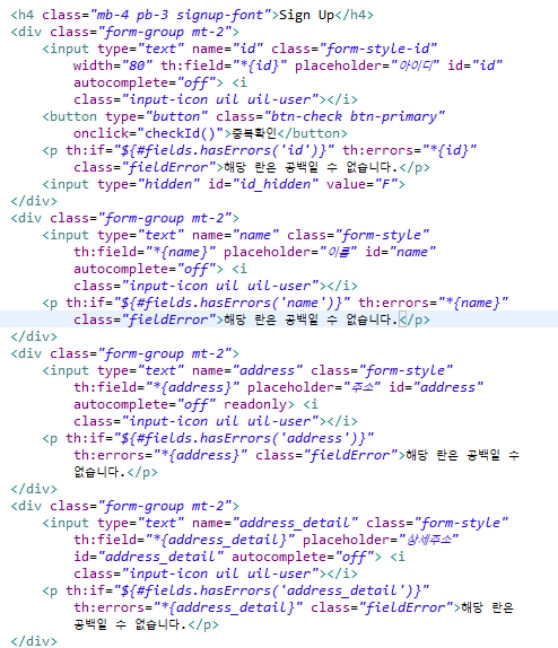 <h4 class="mb-4 pb-3 signup-font">Sign Up</h4>
<div class="form-group mt-2">
<input type="text" name="id" class="form-style-id"
width="80" th:field="*{id}" placeholder="아이디" id="id"
autocomplete="off"> <i
class="input-icon uil uil-user"></i>
<button type="button" class="btn-check btn-primary"
onclick="checkId()">중복확인</button>
<p th:if="${#fields.hasErrors('id')}" th:errors="*{id}"
class="fieldError">해당 란은 공백일 수 없습니다.</p>
<input type="hidden" id="id_hidden" value="F">
</div>
<div class="form-group mt-2">
<input type="text" name="name" class="form-style"
th:field="*{name}" placeholder="이름" id="name"
autocomplete="off"> <i
class="input-icon uil uil-user"></i>
<p th:if="${#fields.hasErrors('name')}" th:errors="*{name}"
class="fieldError">해당 란은 공백일 수 없습니다.</p>
</div>
<div class="form-group mt-2">
<input type="text" name="address" class="form-style"
th:field="*{address}" placeholder="주소" id="address"
autocomplete="off" readonly> <i
class="input-icon uil uil-user"></i>
<p th:if="${#fields.hasErrors('address')}"
th:errors="*{address}" class="fieldError">해당 란은 공백일 수
없습니다.</p>
</div>
<div class="form-group mt-2">
<input type="text" name="address_detail" class="form-style"
th:field="*{address_detail}" placeholder="상세주소"
id="address_detail" autocomplete="off"> <i
class="input-icon uil uil-user"></i>
<p th:if="${#fields.hasErrors('address_detail')}"
th:errors="*{address_detail}" class="fieldError">해당 란은
공백일 수 없습니다.</p>
</div>